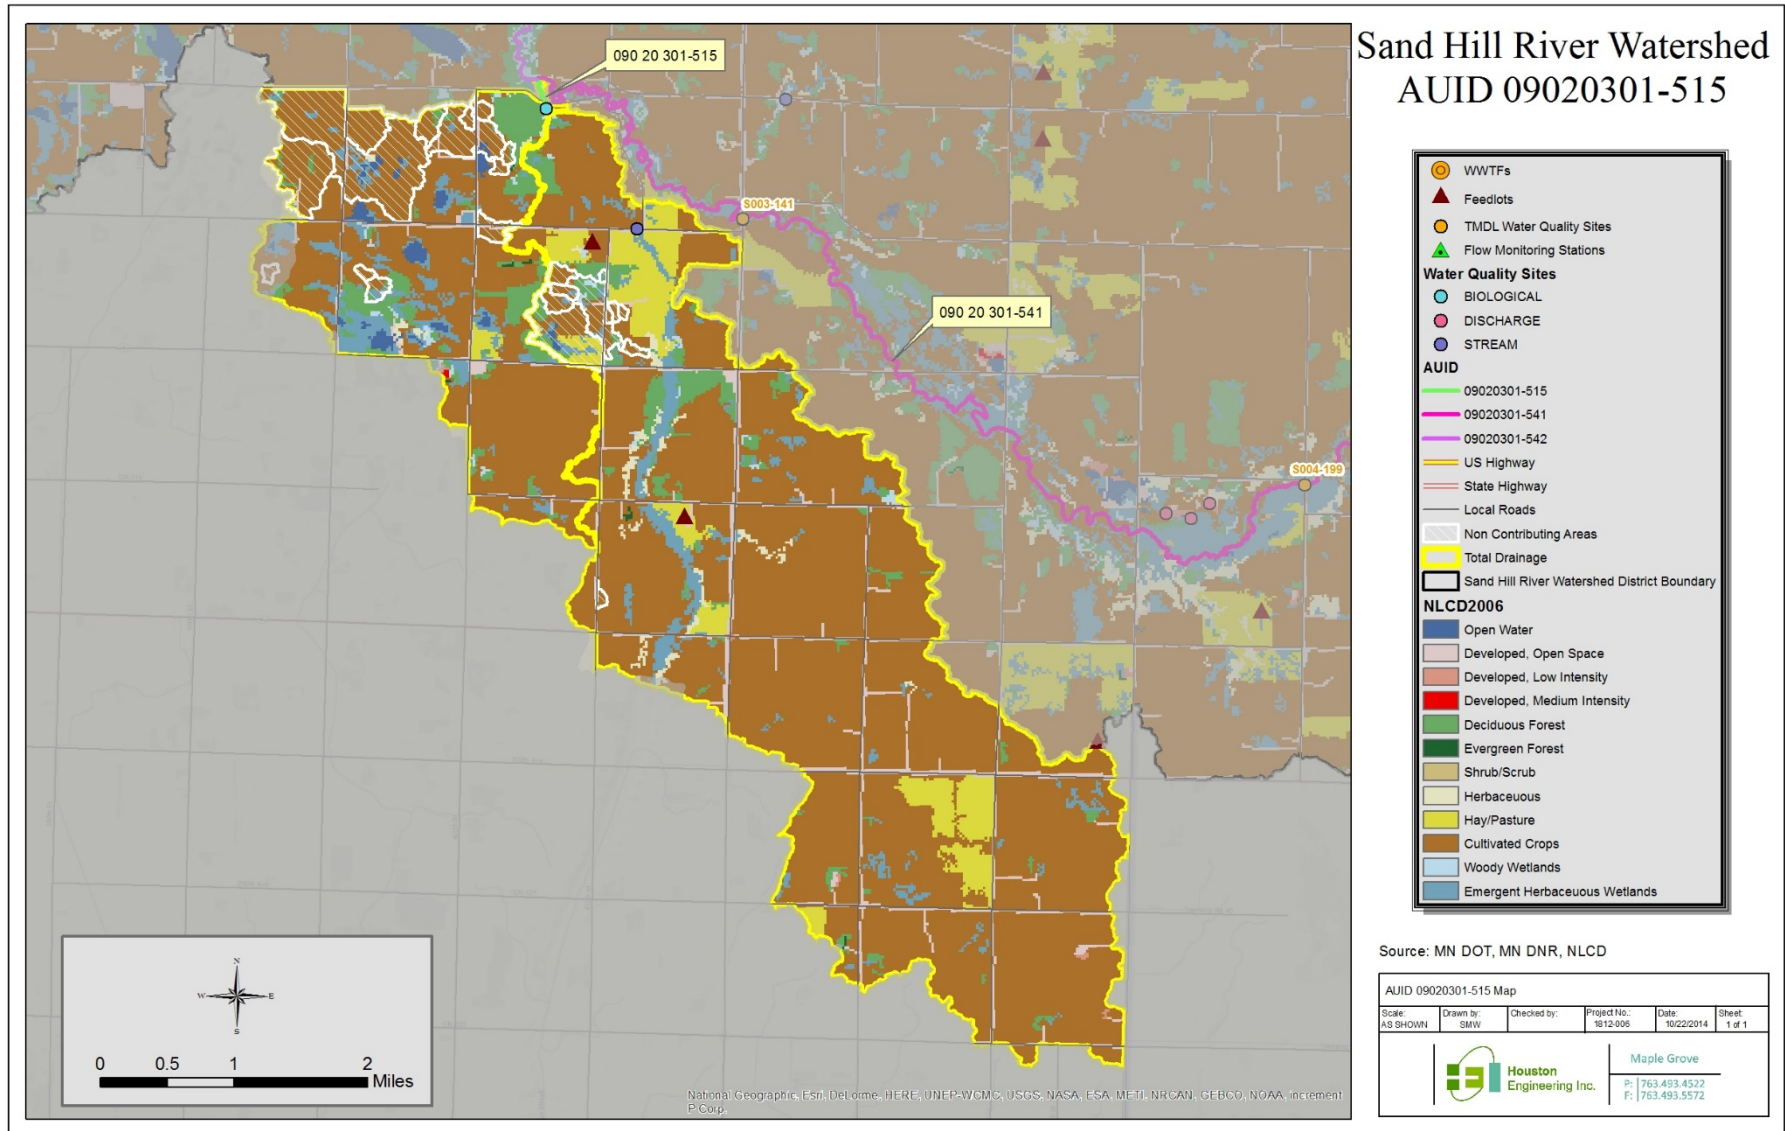 Sand Hill River Watershed
AUID 09020301-515
090 20 301-515
S003-141
090 20 301-541
S004-199
WWTFs
Feedlots
TMDL Water Quality Sites
Flow Monitoring Stations
Water Quality Sites
BIOLOGICAL
DISCHARGE
STREAM
AUID
09020301-515
09020301-541
09020301-542
US Highway
State Highway
Local Roads
Non Contributing Areas
Total Drainage
Sand Hill River Watershed District Boundary
NLCD2006
Open Water
Developed, Open Space
Developed, Low Intensity
Developed, Medium Intensity
Deciduous Forest
Evergreen Forest
Shrub/Scrub
Herbaceuous
Hay/Pasture
Cultivated Crops
Woody Wetlands
Emergent Herbaceuous Wetlands
N
W E
S
0 0.5 1 2
Miles
National Geographic, Esri, DeLorme, HERE, UNEP-WCMC, USGS, NASA, ESA, METI, NRCAN, GEBCO, NOAA, increment
P Corp.
Source: MN DOT, MN DNR, NLCD
AUID 09020301-515 Map
Scale: Drawn by: Checked by: Project No.: Date: Sheet:
AS SHOWN SMW 1812-006 10/22/2014 1 of 1
Houston
Engineering Inc.
Maple Grove
P: 763.493.4522
F: 763.493.5572